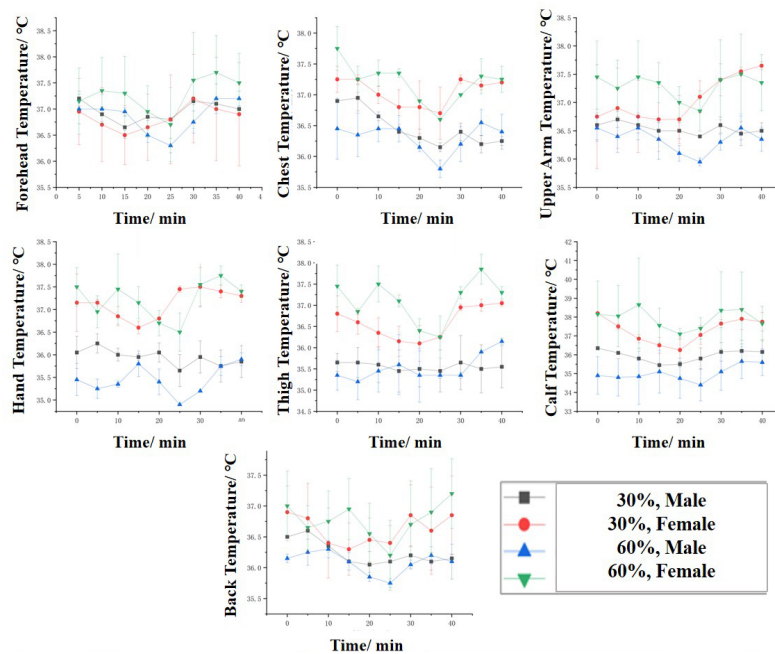 Forehead Temperature/ °C
38.5
38.0
37.5
37.0
36.5
36.0
35.5
5 10 15 20 25 30 35 40 4
Time/ min
Chest Temperature/ °C
38.0
37.5
37.0
36.5
36.0
35.5
0 10 20 30 40
Time/ min
Upper Arm Temperature/ °C
38.5
38.0
37.5
37.0
36.5
36.0
35.5
0 10 20 30 40
Time/ min
Hand Temperature/ °C
38.5
38.0
37.5
37.0
36.5
36.0
35.5
35.0
0 10 20 30 40
Time/ min
Thigh Temperature/ °C
38.5
38.0
37.5
37.0
36.5
36.0
35.5
35.0
34.5
0 10 20 30 40
Time/ min
Calf Temperature/ °C
42
41
40
39
38
37
36
35
34
33
0 10 20 30 40
Time/ min
Back Temperature/ °C
37.5
37.0
36.5
36.0
35.5
0 10 20 30 40
Time/ min
30%, Male
30%, Female
60%, Male
60%, Female